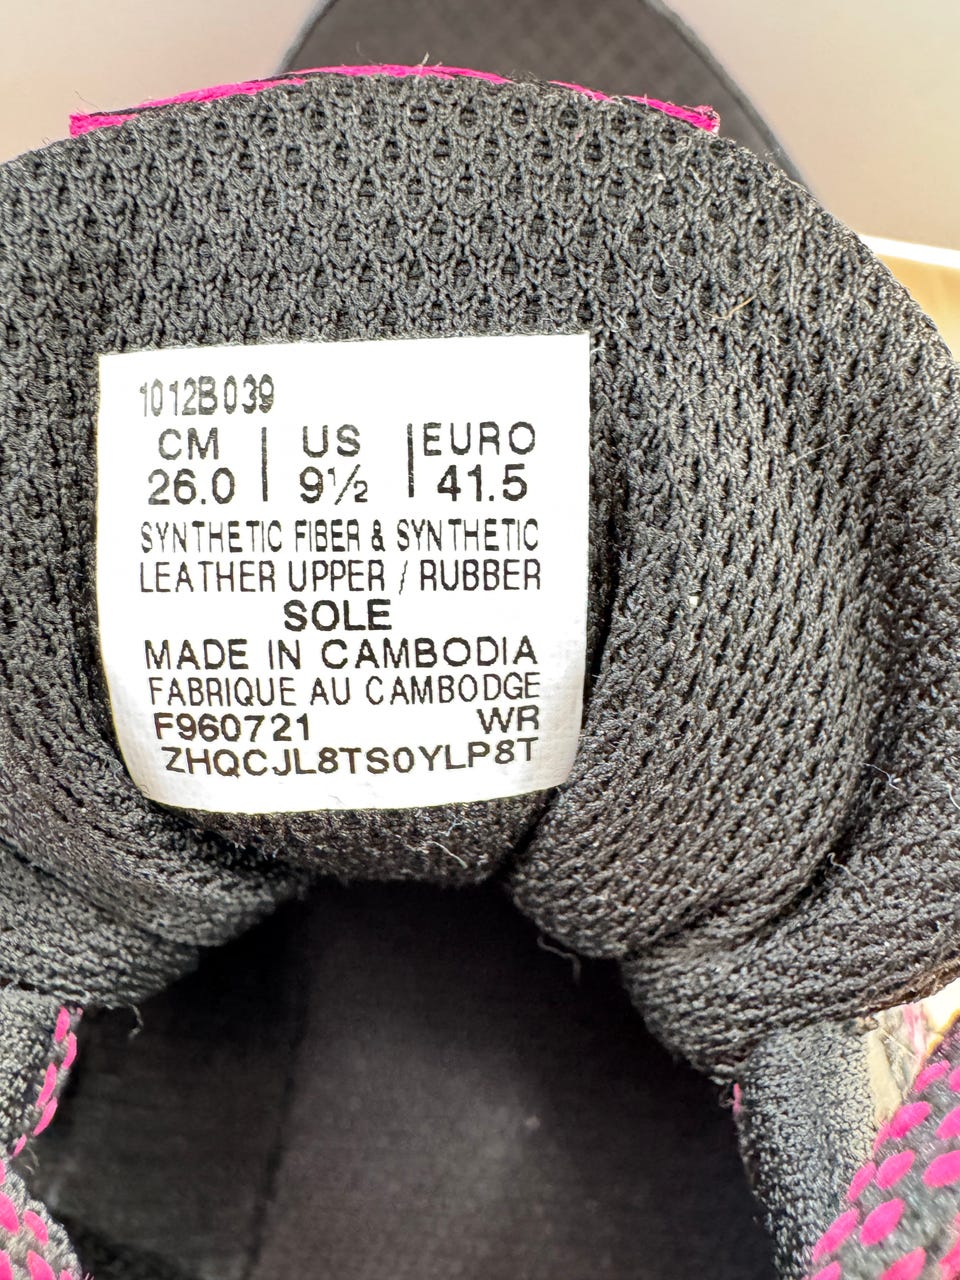 1012B039
CM | US | EURO
26.0 | 9½ | 41.5
SYNTHETIC FIBER & SYNTHETIC
LEATHER UPPER / RUBBER
SOLE
MADE IN CAMBODIA
FABRIQUE AU CAMBODGE
F960721 WR
ZHQCJL8TS0YLP8T